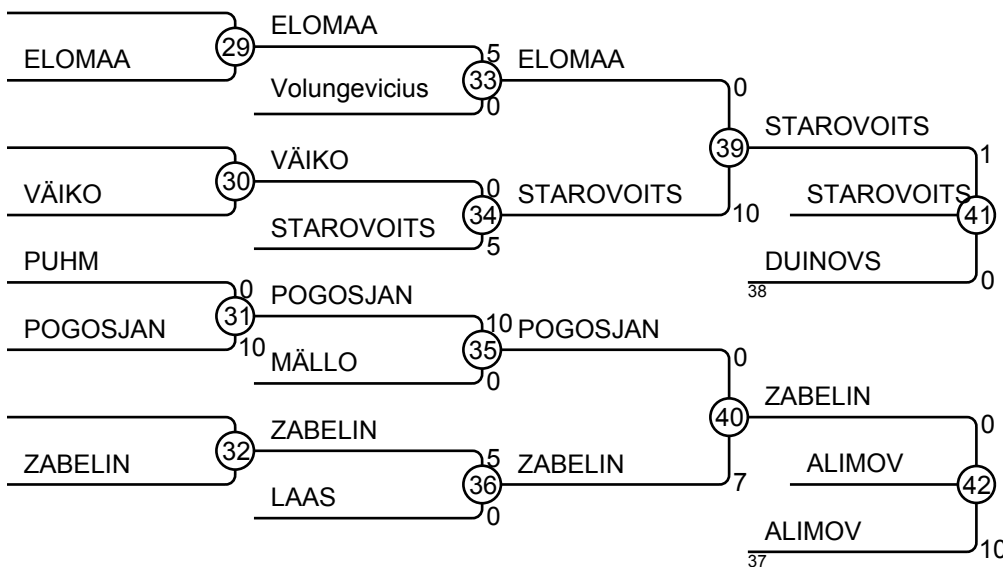 ELOMAA
29
ELOMAA
5
Volungevicius
33
0
ELOMAA
0
VÄIKO
30
VÄIKO
0
STAROVOITS
34
5
STAROVOITS
39
10
STAROVOITS
1
STAROVOITS
41
DUINOVS
38
0
PUHM
0
POGOSJAN
31
10
POGOSJAN
10
MÄLLO
35
0
POGOSJAN
0
ZABELIN
32
ZABELIN
5
LAAS
36
0
ZABELIN
40
7
ZABELIN
0
ALIMOV
42
ALIMOV
37
10